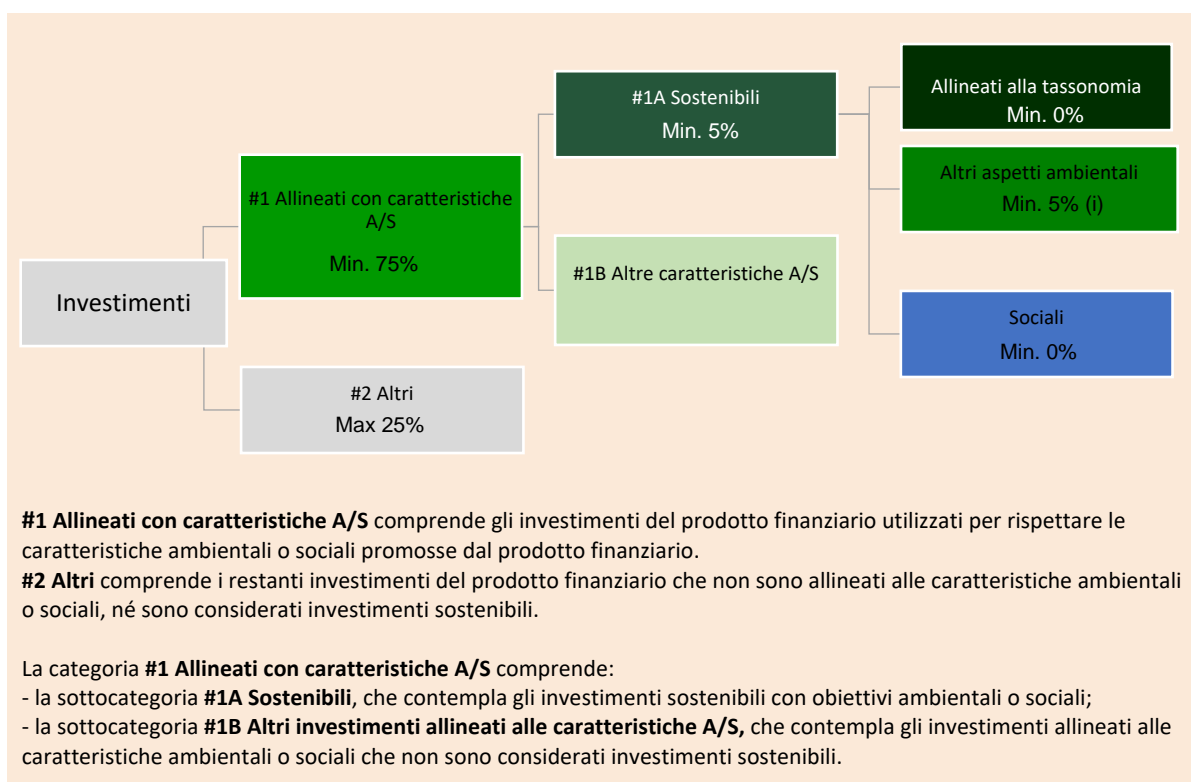 Investimenti
#1 Allineati con caratteristiche
A/S
Min. 75%
#2 Altri
Max 25%
#1A Sostenibili
Min. 5%
#1B Altre caratteristiche A/S
Allineati alla tassonomia
Min. 0%
Altri aspetti ambientali
Min. 5% (i)
Sociali
Min. 0%
#1 Allineati con caratteristiche A/S comprende gli investimenti del prodotto finanziario utilizzati per rispettare le
caratteristiche ambientali o sociali promosse dal prodotto finanziario.
#2 Altri comprende i restanti investimenti del prodotto finanziario che non sono allineati alle caratteristiche ambientali
o sociali, né sono considerati investimenti sostenibili.
La categoria #1 Allineati con caratteristiche A/S comprende:
- la sottocategoria #1A Sostenibili, che contempla gli investimenti sostenibili con obiettivi ambientali o sociali;
- la sottocategoria #1B Altri investimenti allineati alle caratteristiche A/S, che contempla gli investimenti allineati alle
caratteristiche ambientali o sociali che non sono considerati investimenti sostenibili.